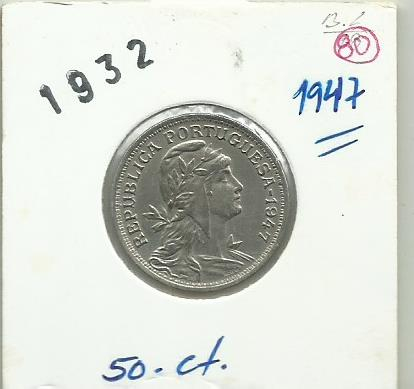 B.L
80
1932
1947
REPUBLICA PORTUGUESA·1947
50.ct.